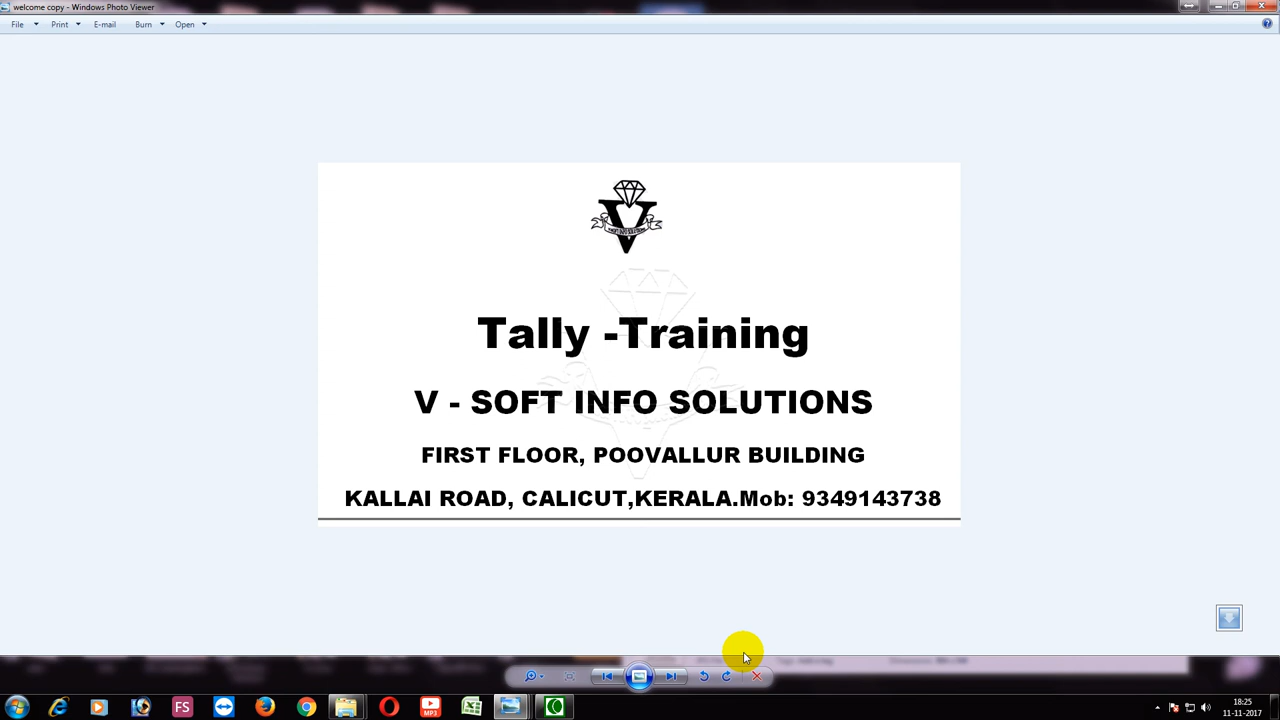 welcome copy - Windows Photo Viewer
File Print E-mail Burn Open
Tally -Training
V - SOFT INFO SOLUTIONS
FIRST FLOOR, POOVALLUR BUILDING
KALLAI ROAD, CALICUT,KERALA.Mob: 9349143738
FS
MP3
18:25
11-11-2017